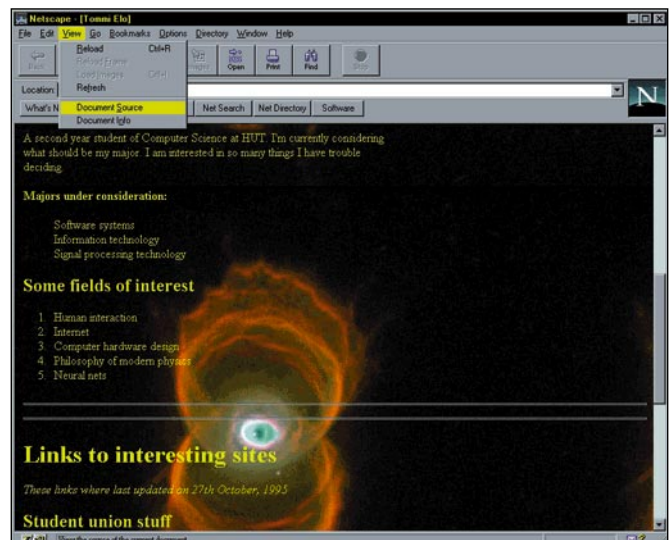 Netscape - [Tommi Elo]
File Edit View Go Bookmarks Options Directory Window Help
Back Images Open Print Find Stop
Reload Ctrl+R
Reload Frame
Load Images Ctrl+I
Refresh
Document Source
Document Info
Location:
What's N Net Search Net Directory Software
N
A second year student of Computer Science at HUT. I'm currently considering
what should be my major. I am interested in so many things I have trouble
deciding.
Majors under consideration:
Software systems
Information technology
Signal processing technology
Some fields of interest
1. Human interaction
2. Internet
3. Computer hardware design
4. Philosophy of modern physics
5. Neural nets
Links to interesting sites
These links where last updated on 27th October, 1995
Student union stuff